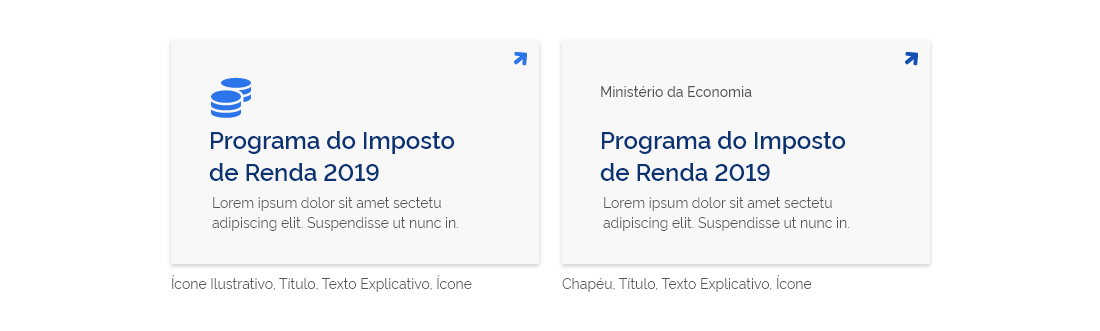 Programa do Imposto
de Renda 2019
Lorem ipsum dolor sit amet sectetu
adipiscing elit. Suspendisse ut nunc in.
Ícone Ilustrativo, Título, Texto Explicativo, Ícone
Ministério da Economia
Programa do Imposto
de Renda 2019
Lorem ipsum dolor sit amet sectetu
adipiscing elit. Suspendisse ut nunc in.
Chapéu, Título, Texto Explicativo, Ícone